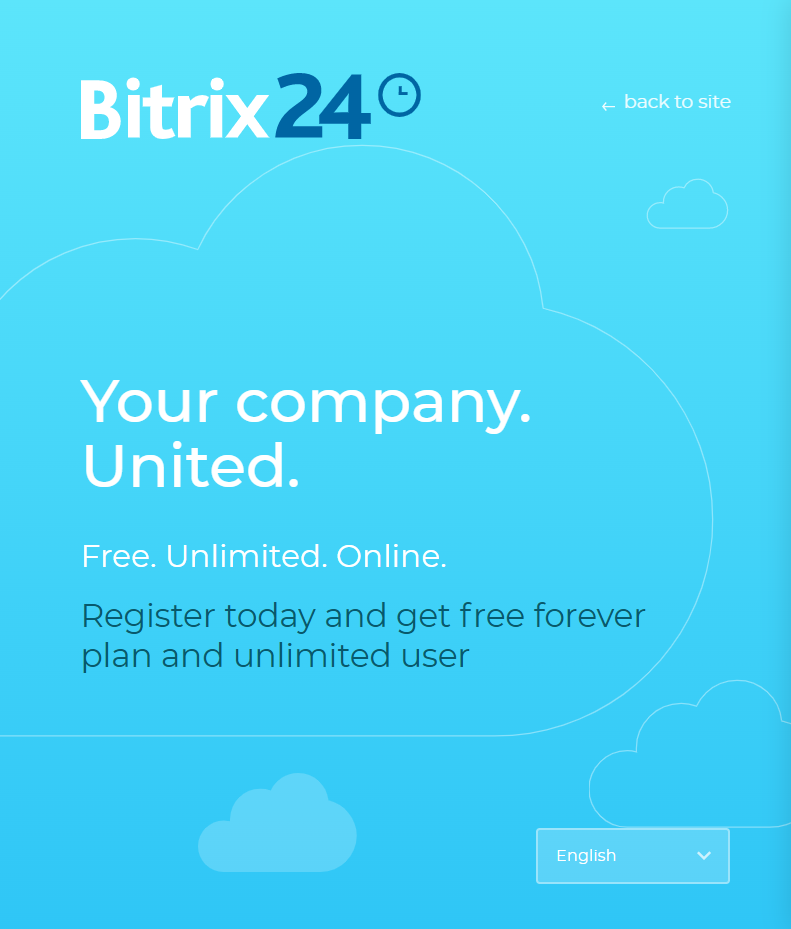 Bitrix24
← back to site
Your company.
United.
Free. Unlimited. Online.
Register today and get free forever
plan and unlimited user
English